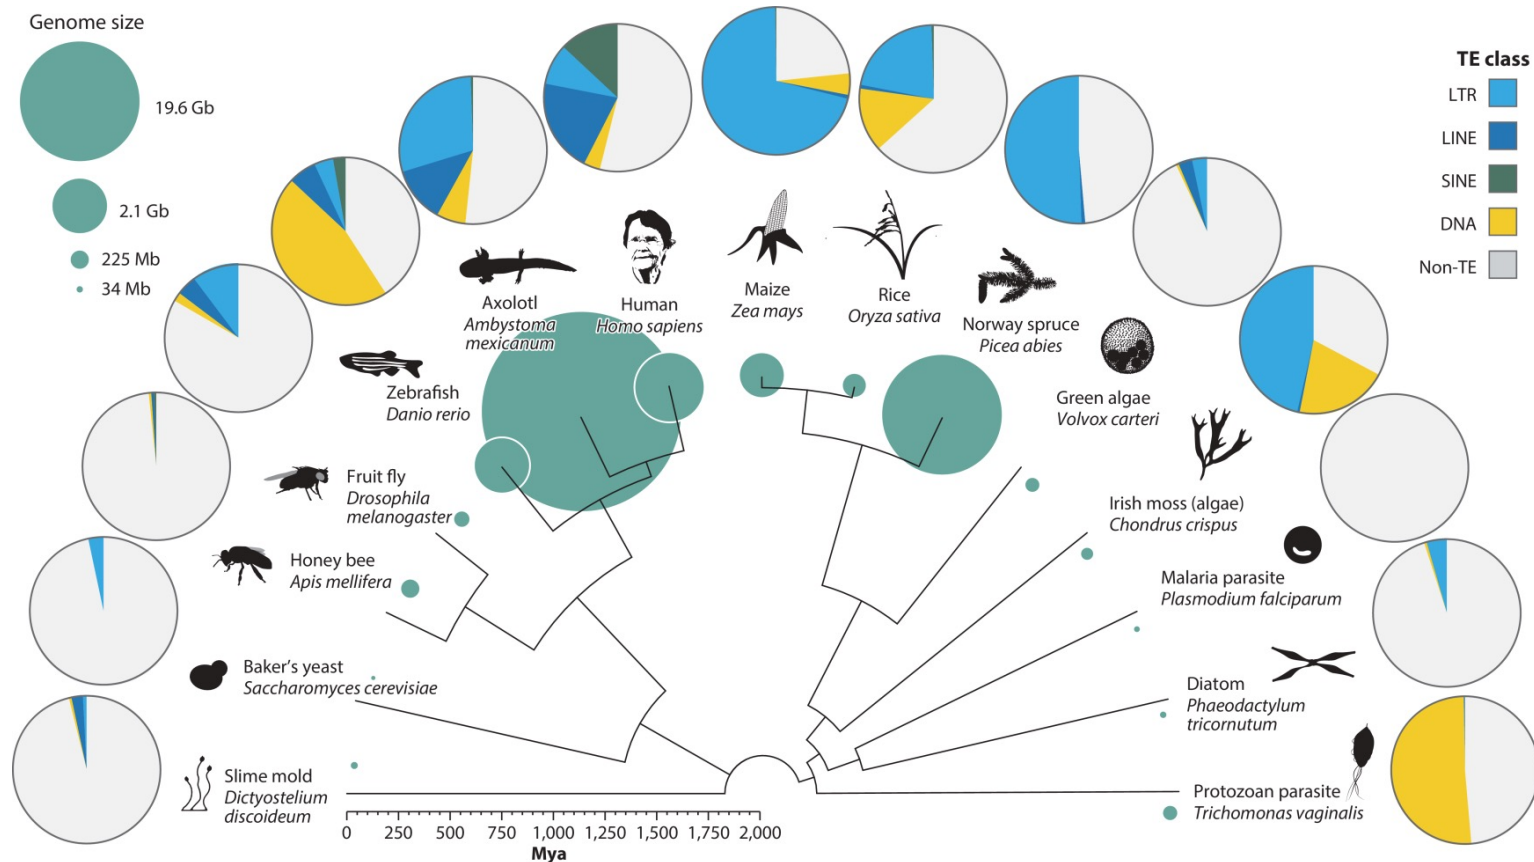 Genome size
19.6 Gb
2.1 Gb
225 Mb
34 Mb
TE class
LTR
LINE
SINE
DNA
Non-TE
Axolotl
Ambystoma
mexicanum
Human
Homo sapiens
Maize
Zea mays
Rice
Oryza sativa
Norway spruce
Picea abies
Zebrafish
Danio rerio
Green algae
Volvox carteri
Fruit fly
Drosophila
melanogaster
Irish moss (algae)
Chondrus crispus
Honey bee
Apis mellifera
Malaria parasite
Plasmodium falciparum
Baker's yeast
Saccharomyces cerevisiae
Diatom
Phaeodactylum
tricornutum
Slime mold
Dictyostelium
discoideum
Protozoan parasite
Trichomonas vaginalis
0 250 500 750 1,000 1,250 1,500 1,750 2,000
Mya